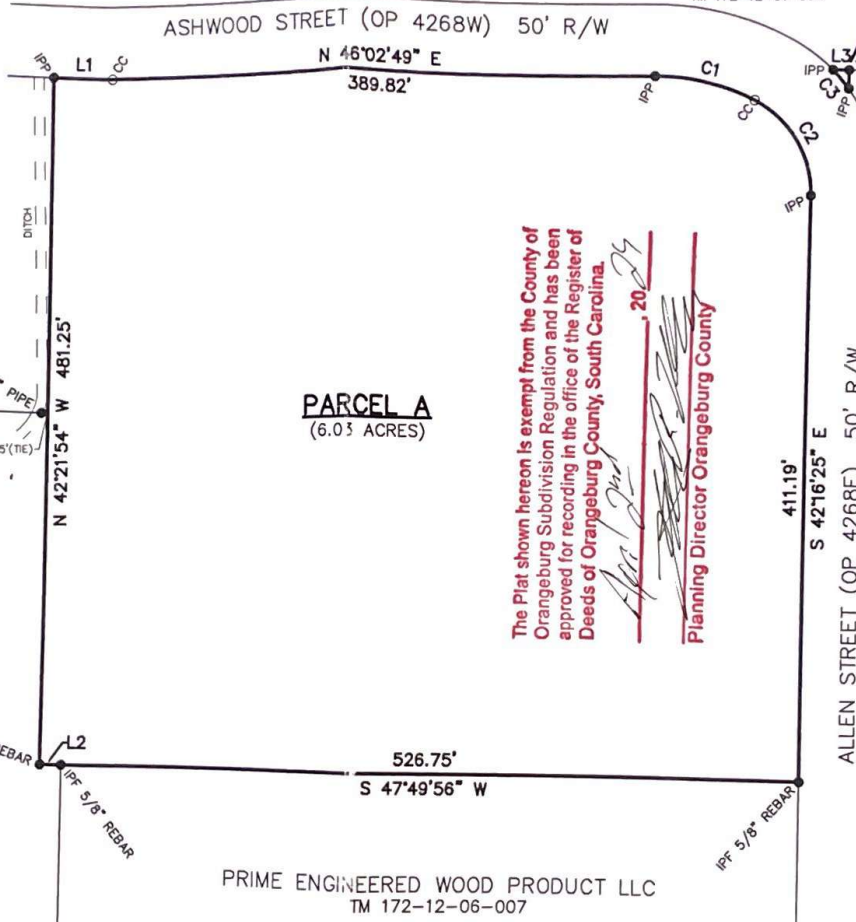 ASHWOOD STREET (OP 4268W) 50' R/W
N 46°02'49" E
389.82'
IPP
L1
CC
IPP
C1
CC
C2
IPP
IPP
L3/
C3
IPP
DITCH
N 42°21'54" W 481.25'
PIPE
5'(TIE)
PARCEL A
(6.03 ACRES)
The Plat shown hereon is exempt from the County of
Orangeburg Subdivision Regulation and has been
approved for recording in the office of the Register of
Deeds of Orangeburg County, South Carolina.
, 20 24
Planning Director Orangeburg County
411.19'
S 42°16'25" E
ALLEN STREET (OP 4268E) 50' R/W
REBAR
L2
IPF 5/8" REBAR
526.75'
S 47°49'56" W
IPF 5/8" REBAR
PRIME ENGINEERED WOOD PRODUCT LLC
TM 172-12-06-007